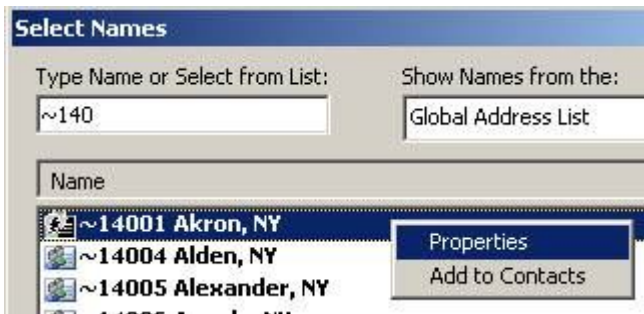 Select Names
Type Name or Select from List:
Show Names from the:
~140
Global Address List
Name
~14001 Akron, NY
Properties
~14004 Alden, NY
Add to Contacts
~14005 Alexander, NY